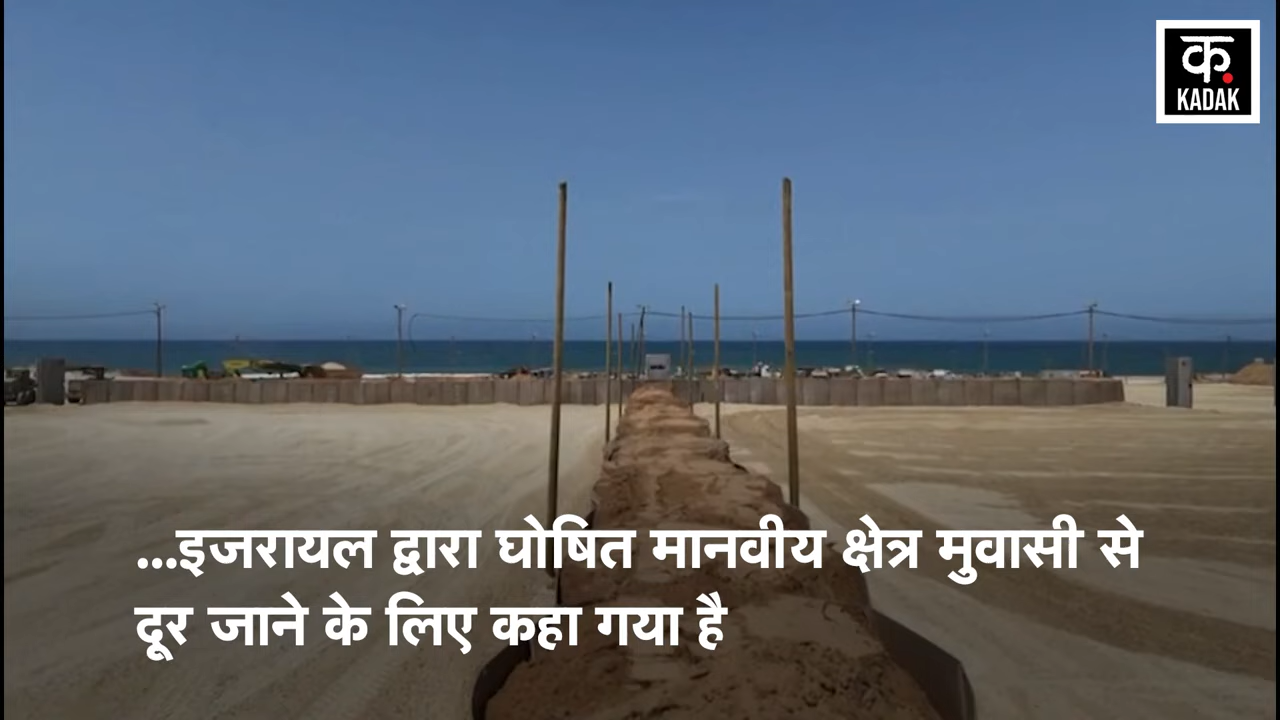 क.
KADAK
...इजरायल द्वारा घोषित मानवीय क्षेत्र मुवासी से
दूर जाने के लिए कहा गया है